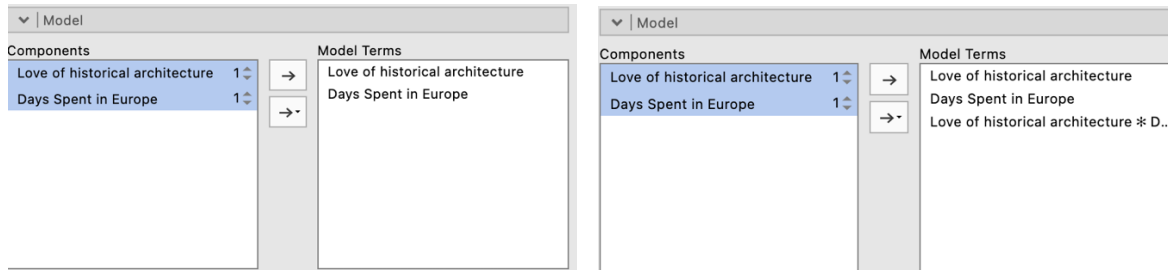 Model
Components
Model Terms
Love of historical architecture 1
Days Spent in Europe 1
Love of historical architecture
Days Spent in Europe
Model
Components
Model Terms
Love of historical architecture 1
Days Spent in Europe 1
Love of historical architecture
Days Spent in Europe
Love of historical architecture ✻ D..